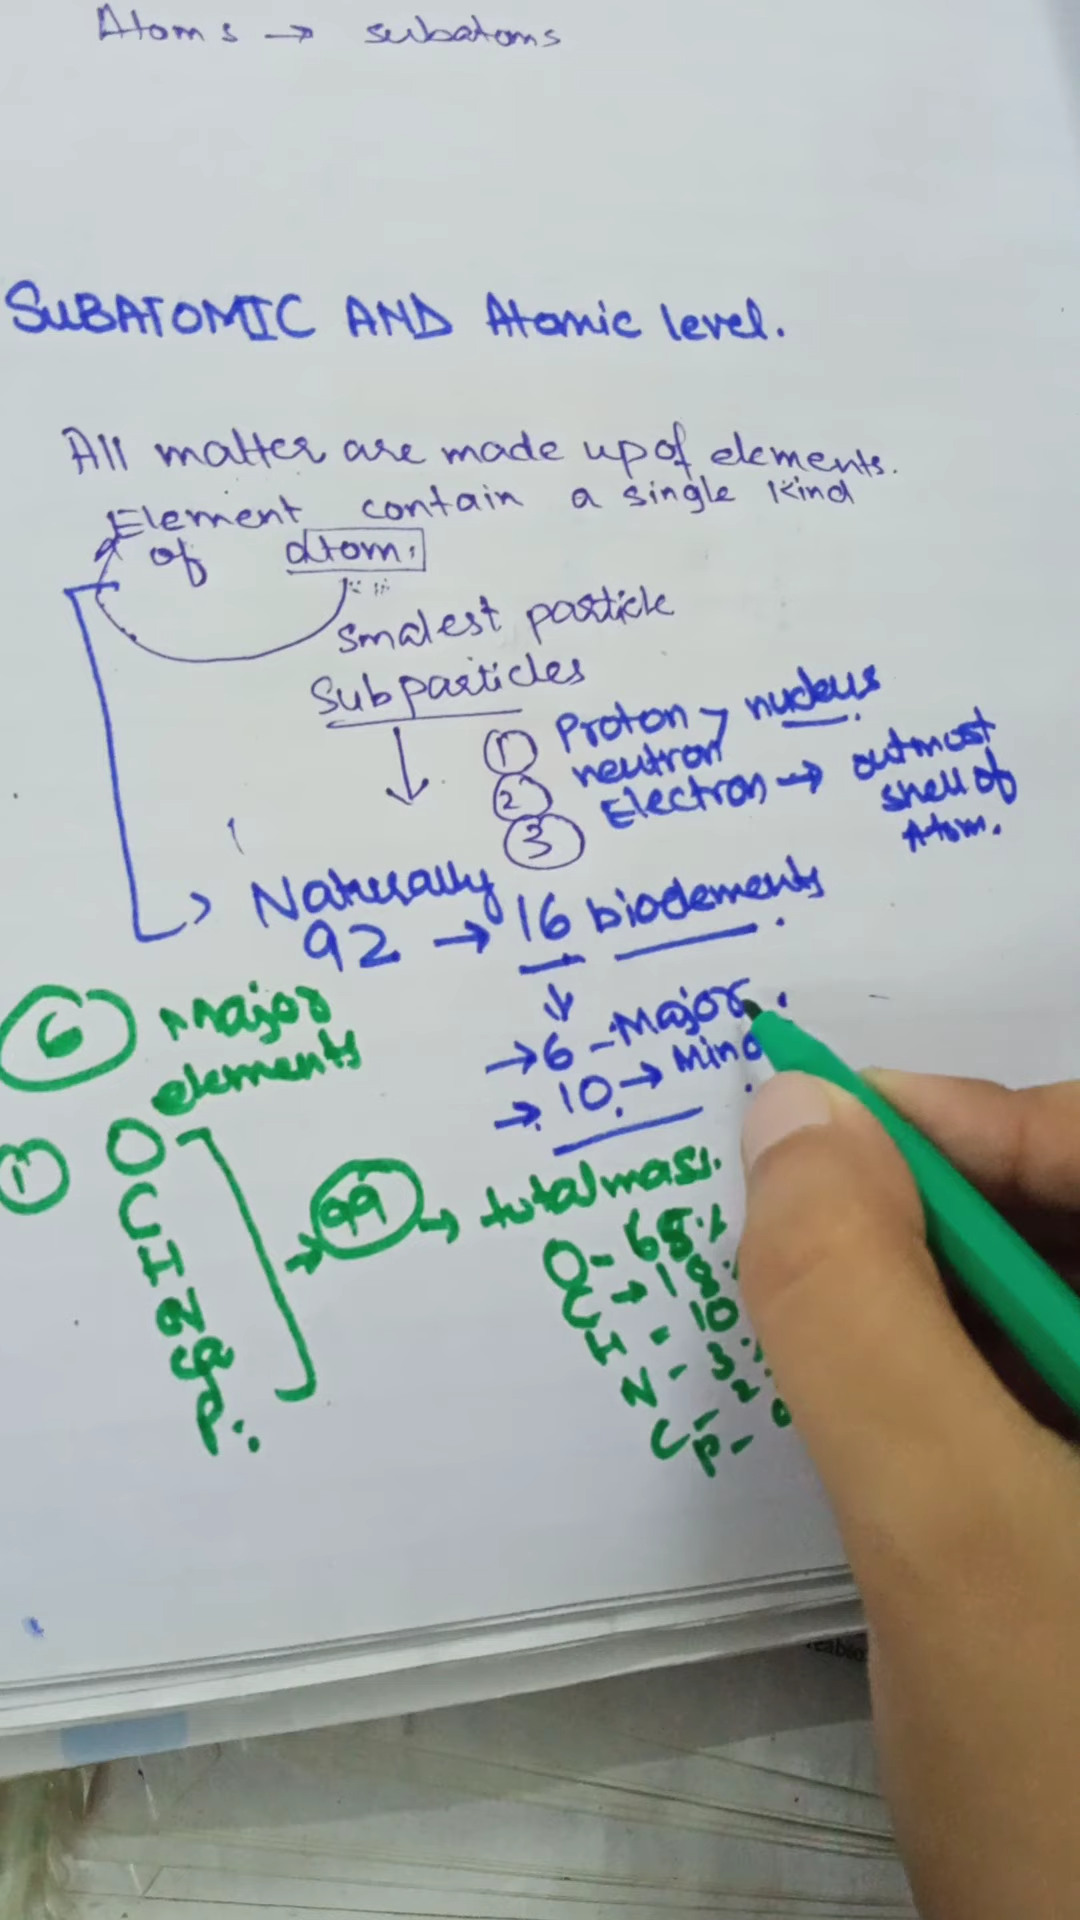 Atoms → subatoms
SUBATOMIC AND Atomic level.
All matter are made up of elements.
Element contain a single kind
of atom.
Smalest particle
Subparticles
① Proton > nucleus
② neutron
③ Electron → outmost
shell of
Atom.
Naturally
92 → 16 bioelements.
→ 6 - Major.
→ 10. → Mino
6 Major
elements
① O
C
H
N
P.
99 → total mass.
O - 65%
C → 18%
H = 10
N - 3%
C - 2
P -